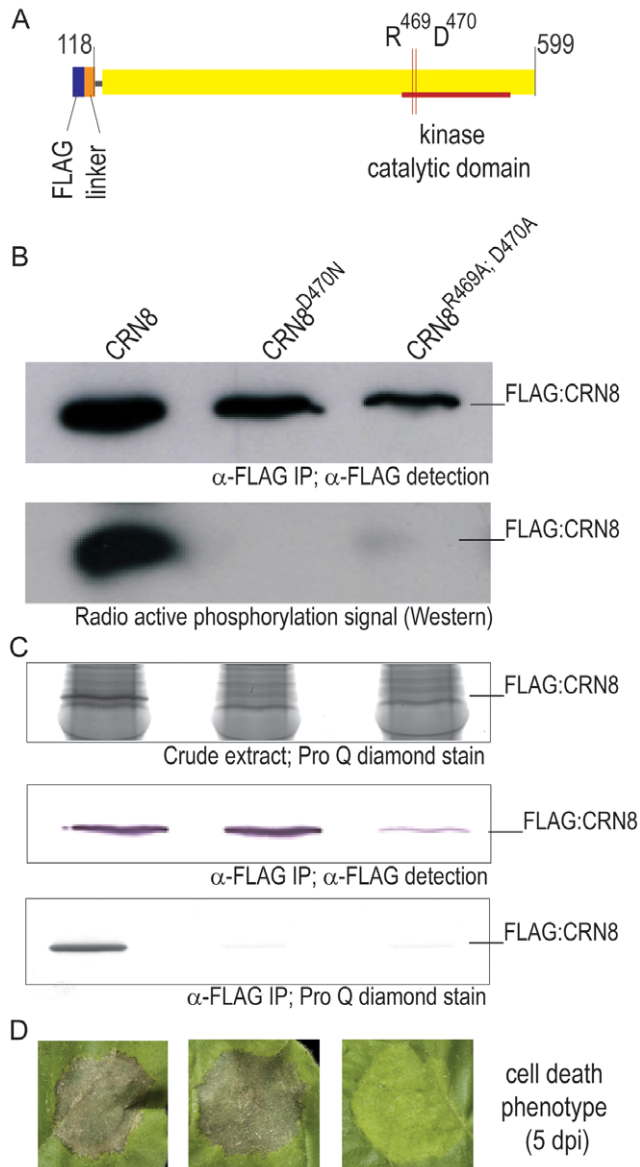 A
118
R469 D470
599
FLAG
linker
kinase
catalytic domain
B
CRN8
CRN8D470N
CRN8R469A; D470A
FLAG:CRN8
α-FLAG IP; α-FLAG detection
FLAG:CRN8
Radio active phosphorylation signal (Western)
C
FLAG:CRN8
Crude extract; Pro Q diamond stain
FLAG:CRN8
α-FLAG IP; α-FLAG detection
FLAG:CRN8
α-FLAG IP; Pro Q diamond stain
D
cell death
phenotype
(5 dpi)